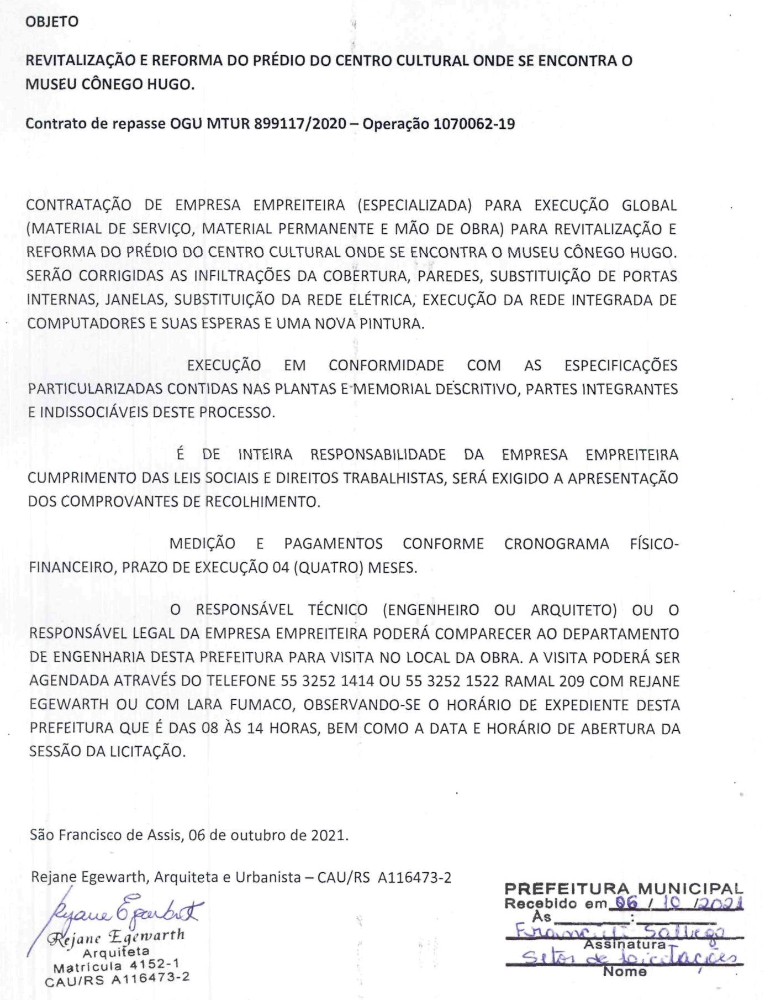 OBJETO
REVITALIZAÇÃO E REFORMA DO PRÉDIO DO CENTRO CULTURAL ONDE SE ENCONTRA O
MUSEU CÔNEGO HUGO.
Contrato de repasse OGU MTUR 899117/2020 – Operação 1070062-19
CONTRATAÇÃO DE EMPRESA EMPREITEIRA (ESPECIALIZADA) PARA EXECUÇÃO GLOBAL
(MATERIAL DE SERVIÇO, MATERIAL PERMANENTE E MÃO DE OBRA) PARA REVITALIZAÇÃO E
REFORMA DO PRÉDIO DO CENTRO CULTURAL ONDE SE ENCONTRA O MUSEU CÔNEGO HUGO.
SERÃO CORRIGIDAS AS INFILTRAÇÕES DA COBERTURA, PAREDES, SUBSTITUIÇÃO DE PORTAS
INTERNAS, JANELAS, SUBSTITUIÇÃO DA REDE ELÉTRICA, EXECUÇÃO DA REDE INTEGRADA DE
COMPUTADORES E SUAS ESPERAS E UMA NOVA PINTURA.
EXECUÇÃO EM CONFORMIDADE COM AS ESPECIFICAÇÕES
PARTICULARIZADAS CONTIDAS NAS PLANTAS E MEMORIAL DESCRITIVO, PARTES INTEGRANTES
E INDISSOCIÁVEIS DESTE PROCESSO.
É DE INTEIRA RESPONSABILIDADE DA EMPRESA EMPREITEIRA
CUMPRIMENTO DAS LEIS SOCIAIS E DIREITOS TRABALHISTAS, SERÁ EXIGIDO A APRESENTAÇÃO
DOS COMPROVANTES DE RECOLHIMENTO.
MEDIÇÃO E PAGAMENTOS CONFORME CRONOGRAMA FÍSICO-
FINANCEIRO, PRAZO DE EXECUÇÃO 04 (QUATRO) MESES.
O RESPONSÁVEL TÉCNICO (ENGENHEIRO OU ARQUITETO) OU O
RESPONSÁVEL LEGAL DA EMPRESA EMPREITEIRA PODERÁ COMPARECER AO DEPARTAMENTO
DE ENGENHARIA DESTA PREFEITURA PARA VISITA NO LOCAL DA OBRA. A VISITA PODERÁ SER
AGENDADA ATRAVÉS DO TELEFONE 55 3252 1414 OU 55 3252 1522 RAMAL 209 COM REJANE
EGEWARTH OU COM LARA FUMACO, OBSERVANDO-SE O HORÁRIO DE EXPEDIENTE DESTA
PREFEITURA QUE É DAS 08 ÀS 14 HORAS, BEM COMO A DATA E HORÁRIO DE ABERTURA DA
SESSÃO DA LICITAÇÃO.
São Francisco de Assis, 06 de outubro de 2021.
Rejane Egewarth, Arquiteta e Urbanista – CAU/RS A116473-2
Rejane Egewarth
Arquiteta
Matrícula 4152-1
CAU/RS A116473-2
PREFEITURA MUNICIPAL
Recebido em 06 / 10 / 2021
Às ________:________
Assinatura
Setor de Licitações
Nome